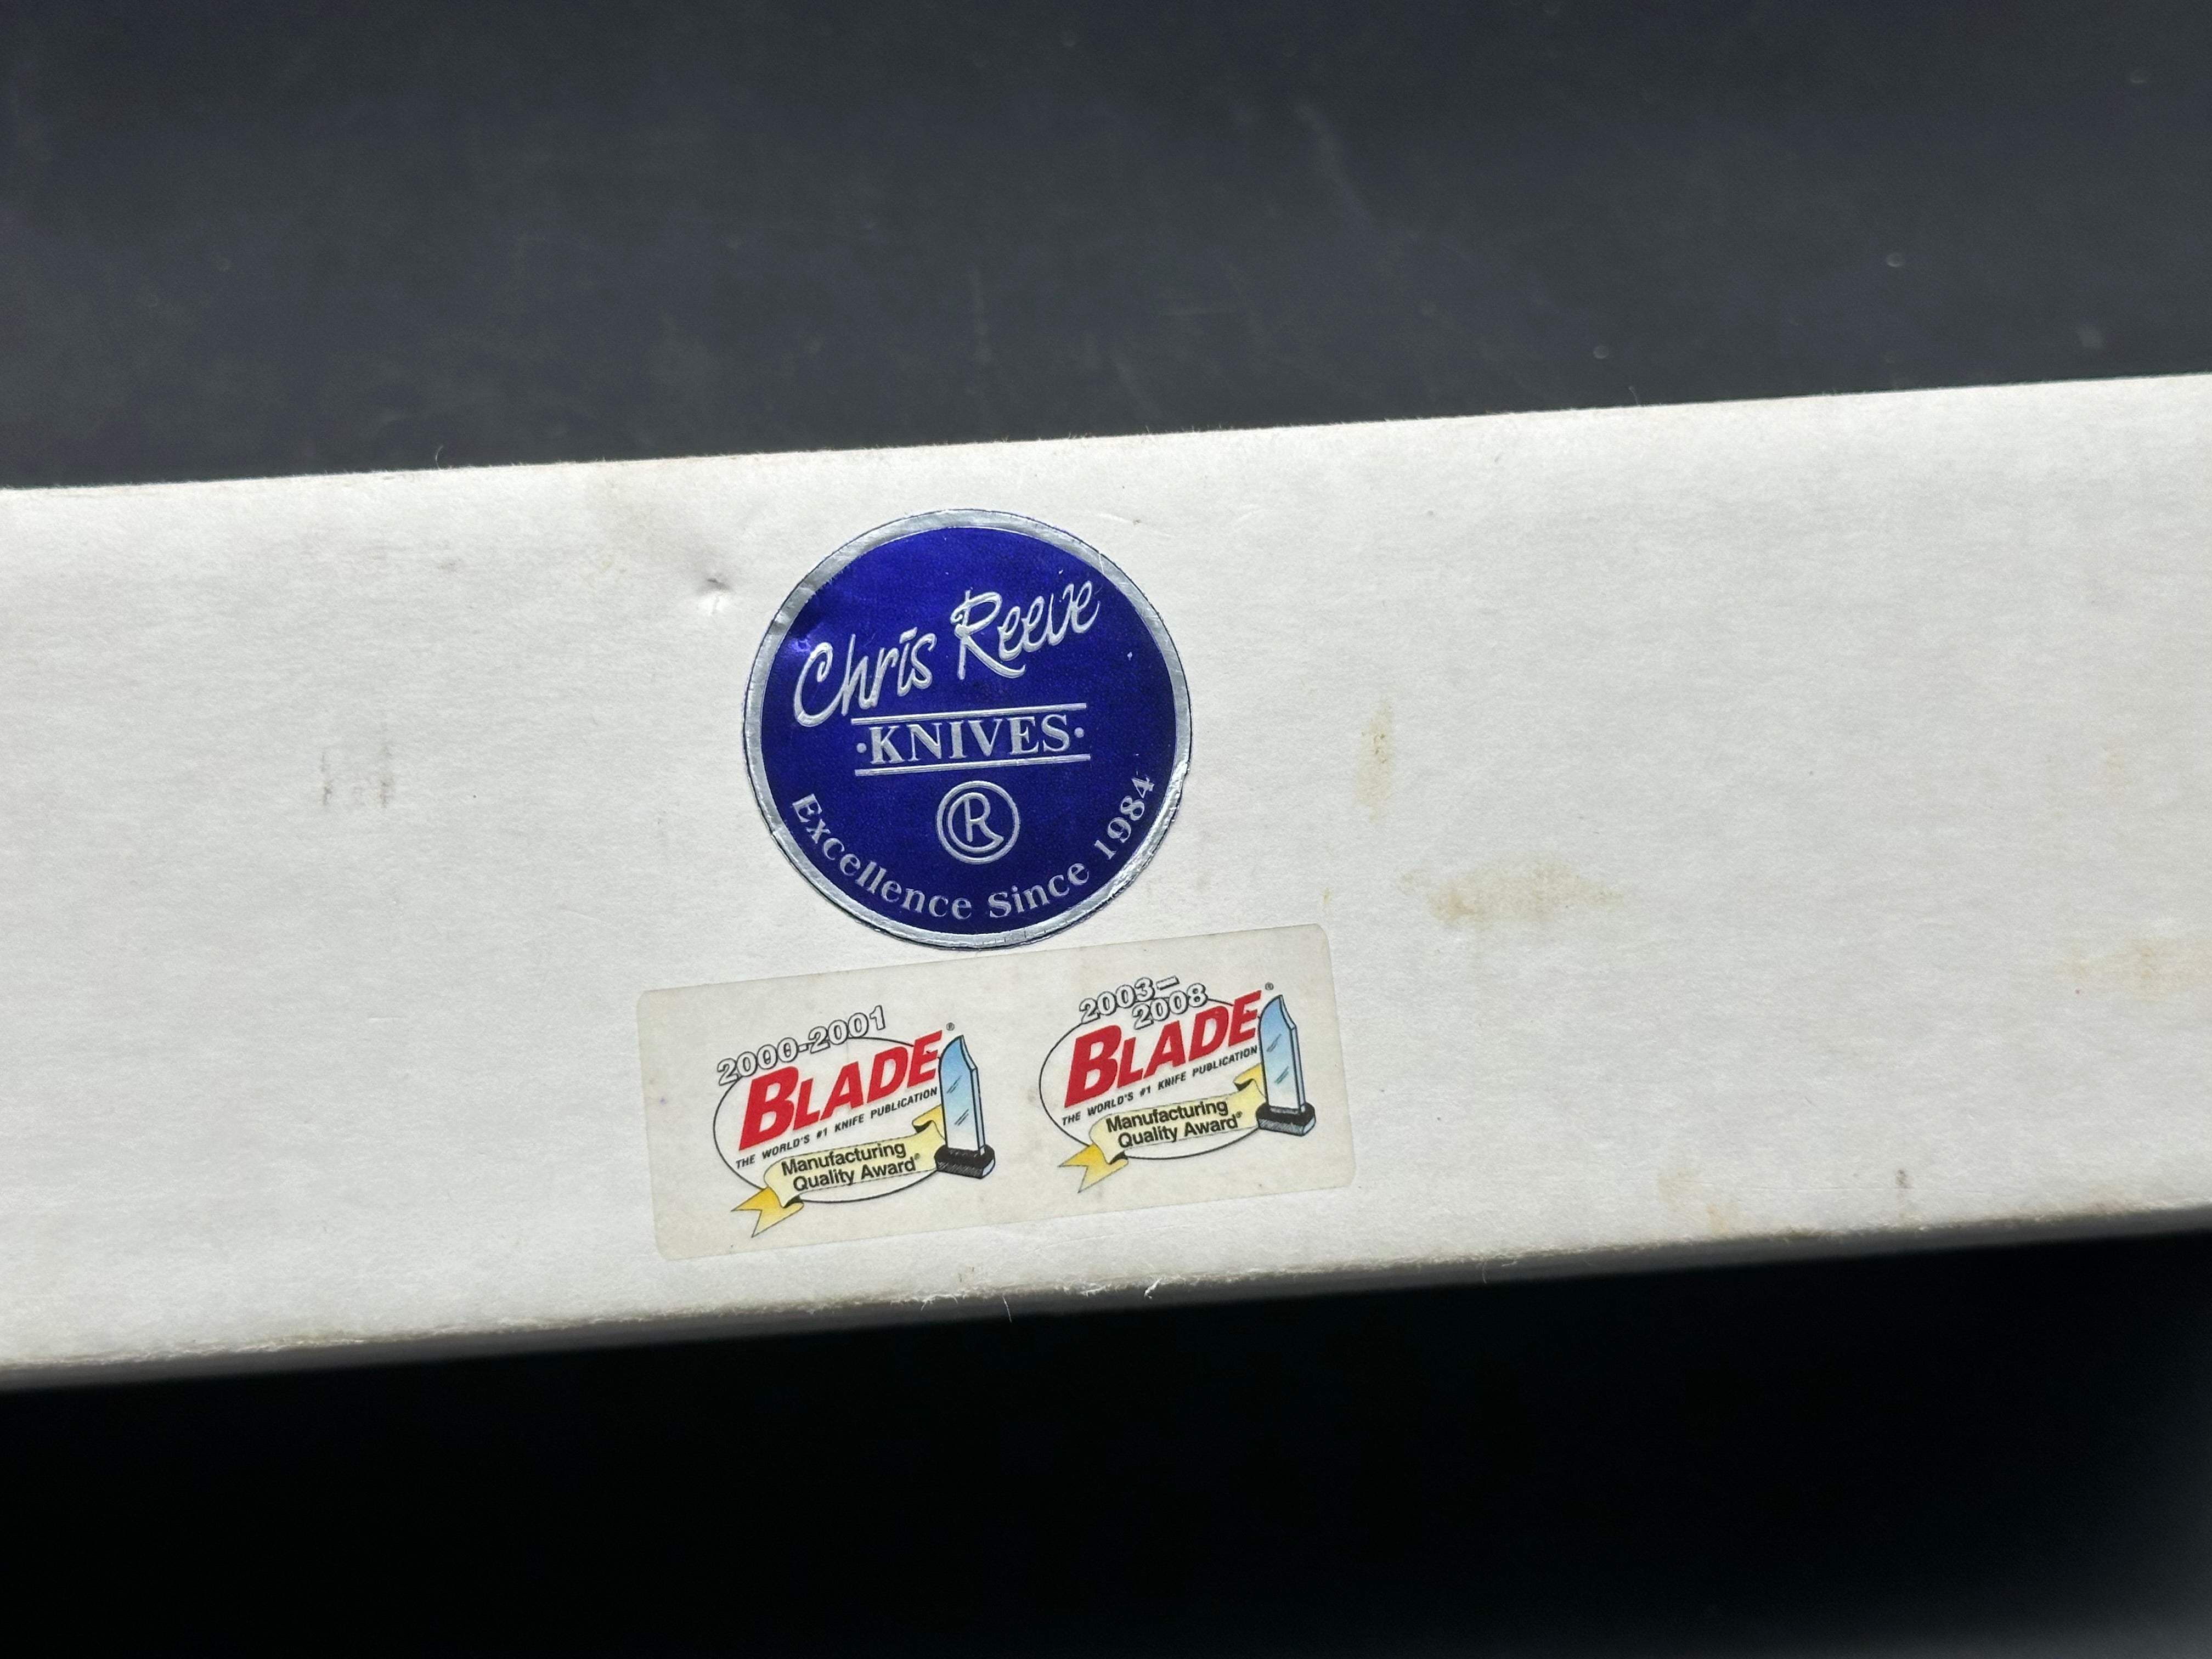 Chris Reeve
·KNIVES·
R
Excellence Since 1984
2000-2001
BLADE®
THE WORLD'S #1 KNIFE PUBLICATION
Manufacturing
Quality Award®
2003–
2008
BLADE®
THE WORLD'S #1 KNIFE PUBLICATION
Manufacturing
Quality Award®